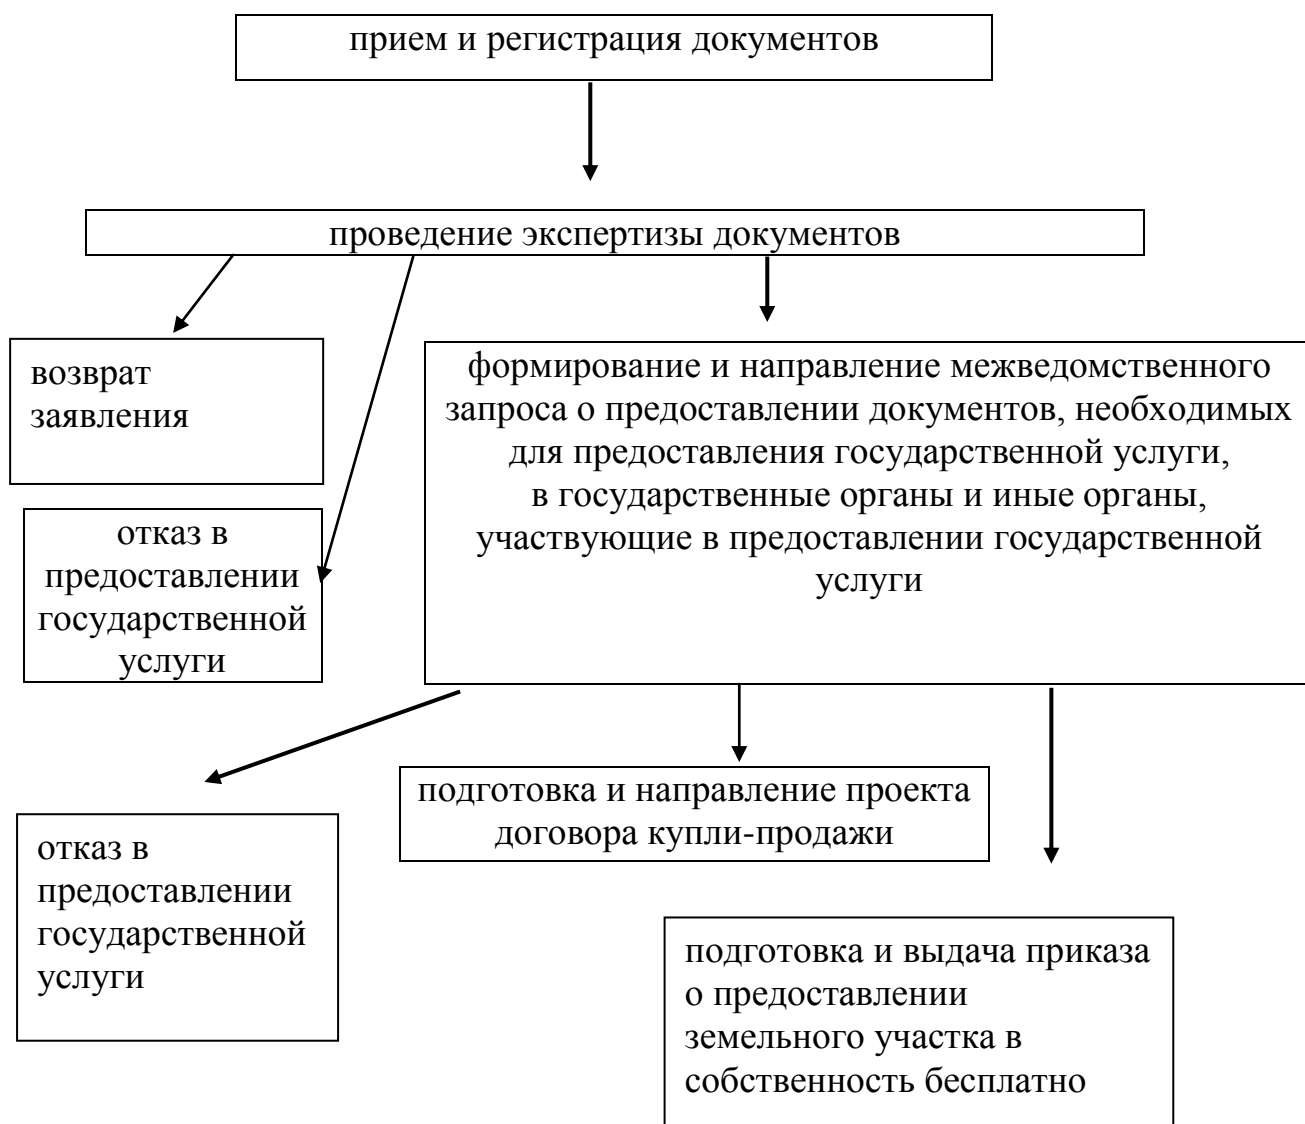 прием и регистрация документов
проведение экспертизы документов
возврат
заявления
формирование и направление межведомственного
запроса о предоставлении документов, необходимых
для предоставления государственной услуги,
в государственные органы и иные органы,
участвующие в предоставлении государственной
услуги
отказ в
предоставлении
государственной
услуги
подготовка и направление проекта
договора купли-продажи
отказ в
предоставлении
государственной
услуги
подготовка и выдача приказа
о предоставлении
земельного участка в
собственность бесплатно